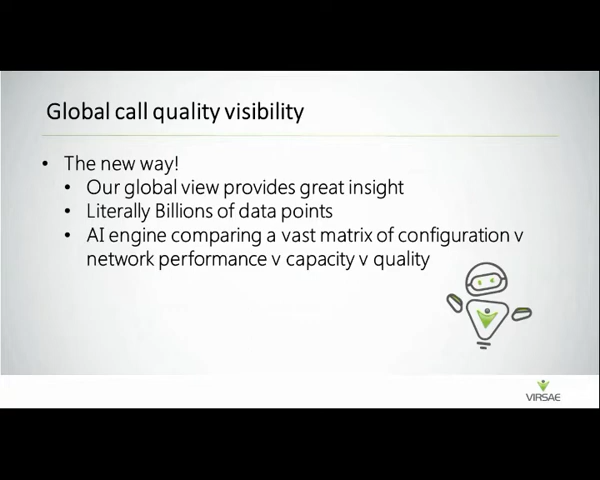 Global call quality visibility
• The new way!
• Our global view provides great insight
• Literally Billions of data points
• AI engine comparing a vast matrix of configuration v
network performance v capacity v quality
VIRSAE